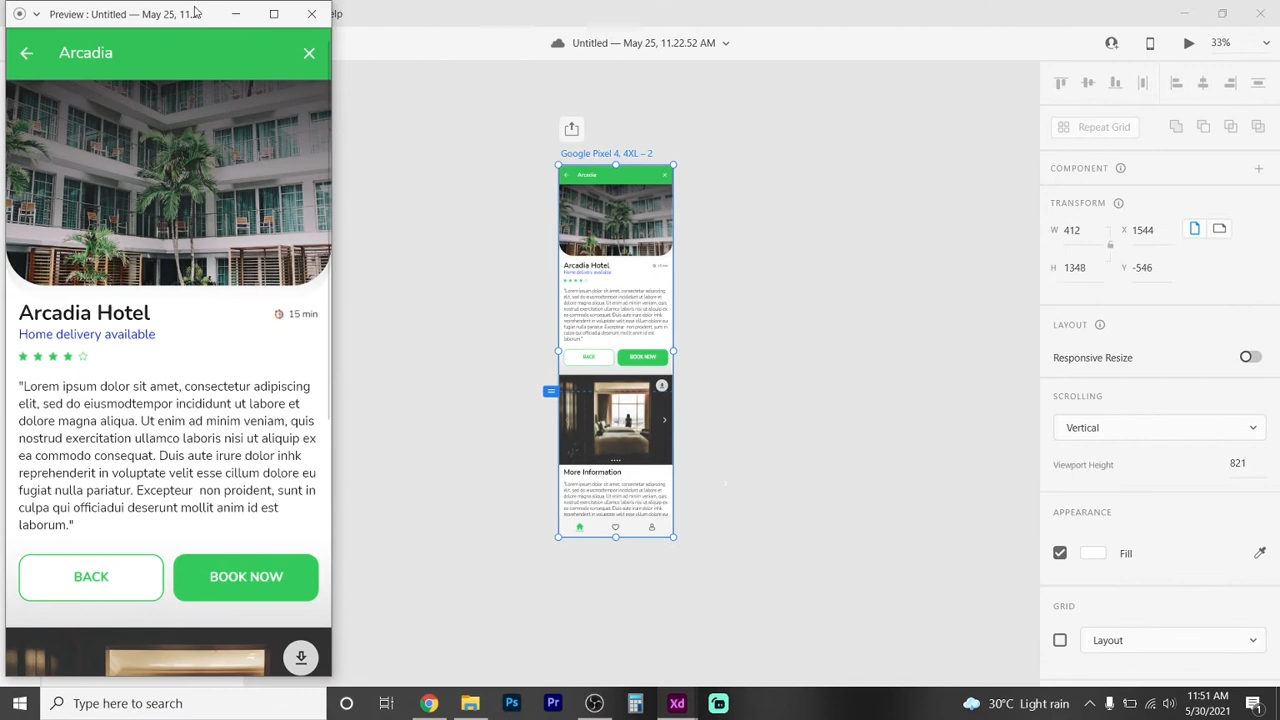 Preview : Untitled — May 25, 11.
elp
Arcadia
Untitled — May 25, 11.22.52 AM
33%
Repeat Grid
Google Pixel 4, 4XL – 2
COMPONENT
TRANSFORM
W 412 X 1544
H 1348
LAYOUT
Responsive Resize
SCROLLING
Vertical
Viewport Height 821
APPEARANCE
Fill
GRID
Layout
Arcadia Hotel
15 min
Home delivery available
"Lorem ipsum dolor sit amet, consectetur adipiscing
elit, sed do eiusmodtempor incididunt ut labore et
dolore magna aliqua. Ut enim ad minim veniam, quis
nostrud exercitation ullamco laboris nisi ut aliquip ex
ea commodo consequat. Duis aute irure dolor inhk
reprehenderit in voluptate velit esse cillum dolore eu
fugiat nulla pariatur. Excepteur non proident, sunt in
culpa qui officiadui deserunt mollit anim id est
laborum."
BACK
BOOK NOW
Arcadia
Arcadia Hotel
Home delivery available
BACK
BOOK NOW
More Information
Type here to search
Ps
Pr
Xd
30°C Light rain
11:51 AM
5/30/2021